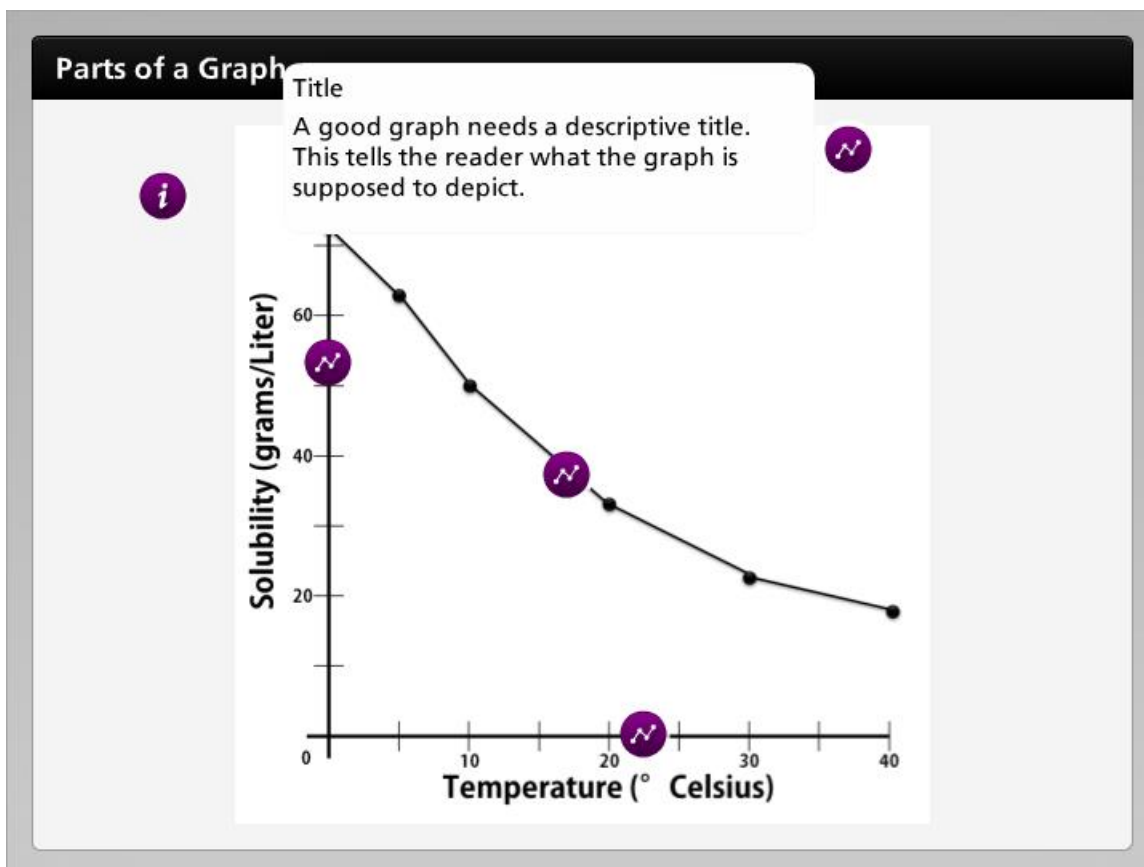 Parts of a Graph
Title
A good graph needs a descriptive title.
This tells the reader what the graph is
supposed to depict.
i
Solubility (grams/Liter)
60
40
20
0
10
20
30
40
Temperature (° Celsius)